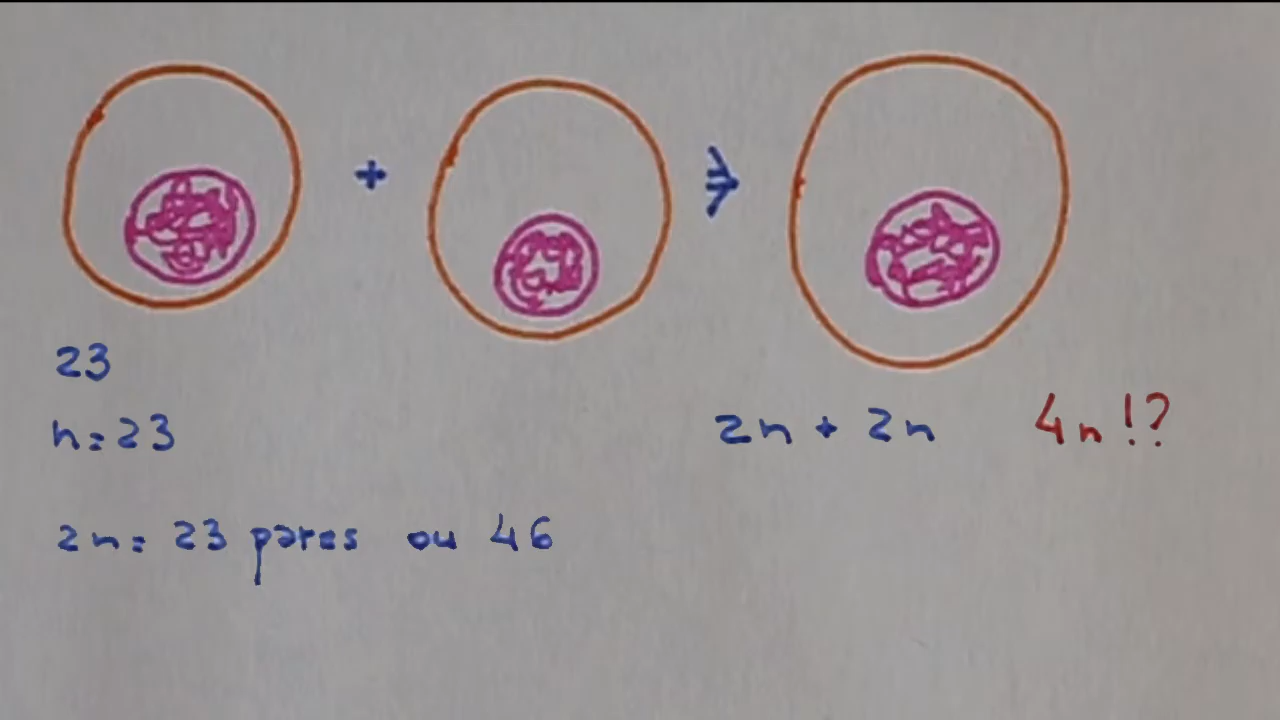 + ⇒
23
n = 23
2n + 2n 4n!?
2n = 23 pares ou 46